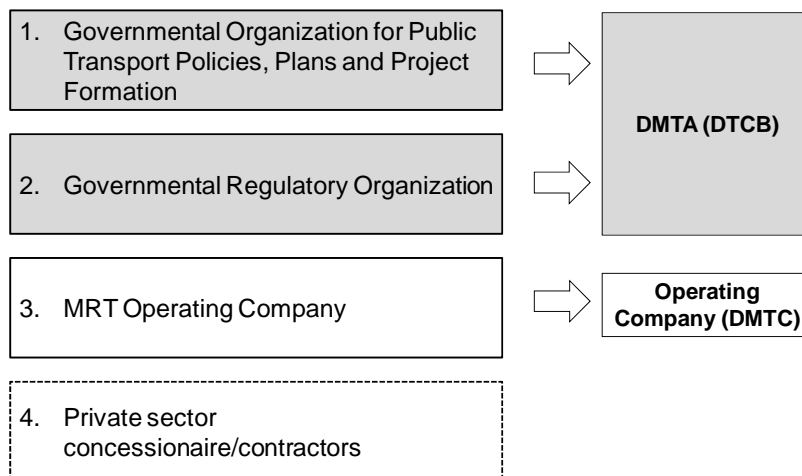 1. Governmental Organization for Public
Transport Policies, Plans and Project
Formation
DMTA (DTCB)
2. Governmental Regulatory Organization
3. MRT Operating Company
Operating
Company (DMTC)
4. Private sector
concessionaire/contractors